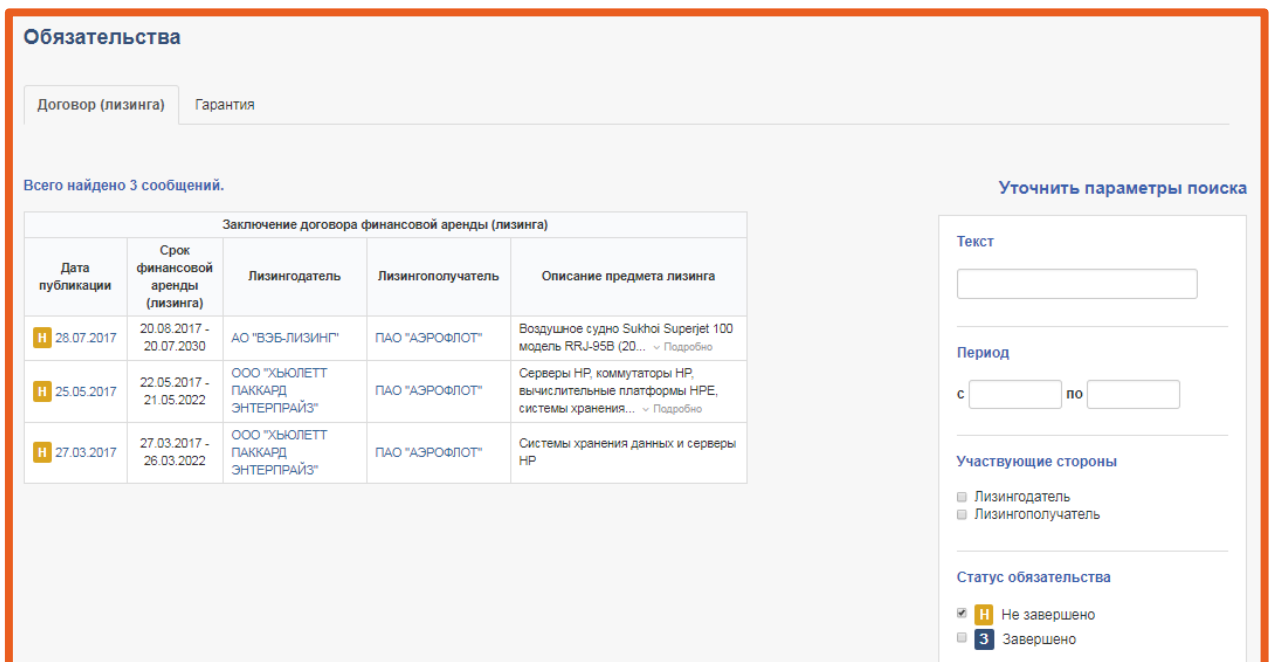 Обязательства
Договор (лизинга) Гарантия
Всего найдено 3 сообщений.
Заключение договора финансовой аренды (лизинга)
Дата публикации Срок финансовой аренды (лизинга) Лизингодатель Лизингополучатель Описание предмета лизинга
Н 28.07.2017 20.08.2017 - 20.07.2030 АО "ВЭБ-ЛИЗИНГ" ПАО "АЭРОФЛОТ" Воздушное судно Sukhoi Superjet 100 модель RRJ-95B (20... Подробно
Н 25.05.2017 22.05.2017 - 21.05.2022 ООО "ХЬЮЛЕТТ ПАККАРД ЭНТЕРПРАЙЗ" ПАО "АЭРОФЛОТ" Серверы HP, коммутаторы HP, вычислительные платформы HPE, системы хранения... Подробно
Н 27.03.2017 27.03.2017 - 26.03.2022 ООО "ХЬЮЛЕТТ ПАККАРД ЭНТЕРПРАЙЗ" ПАО "АЭРОФЛОТ" Системы хранения данных и серверы HP
Уточнить параметры поиска
Текст
Период
с по
Участвующие стороны
Лизингодатель
Лизингополучатель
Статус обязательства
Н Не завершено
З Завершено